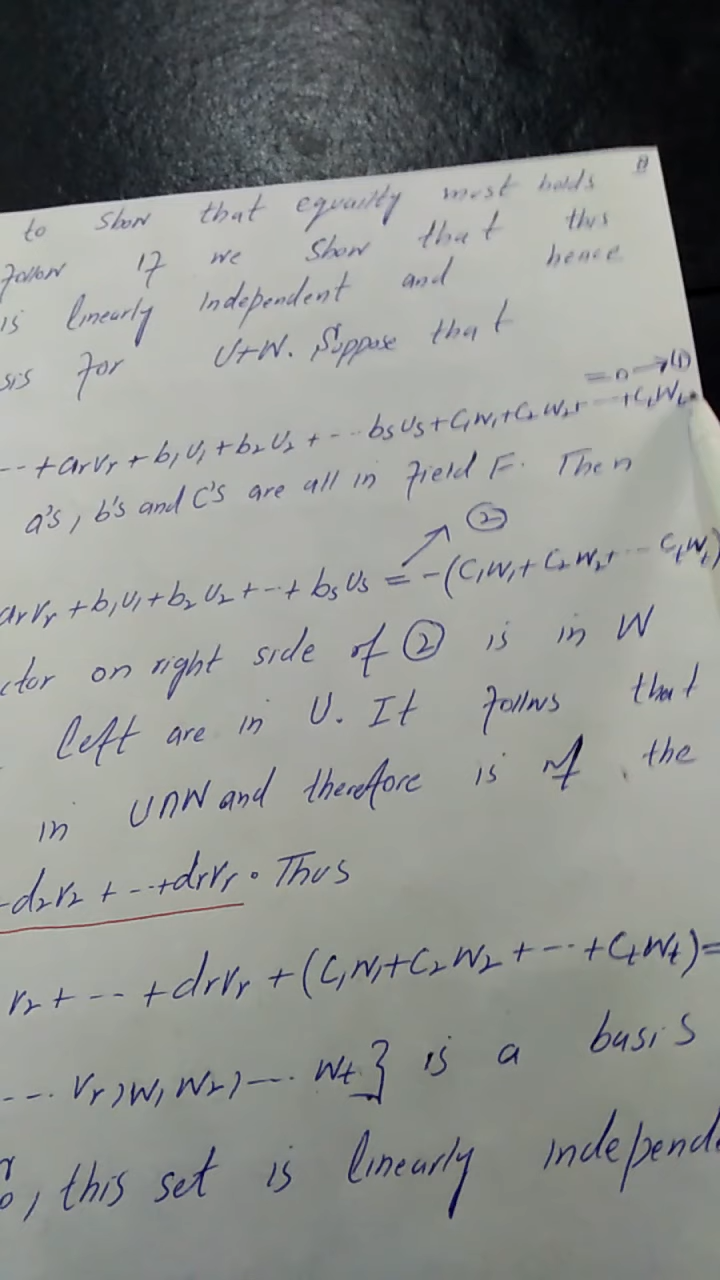 to show that equailty must holds
follow if we show that this
is linearly independent and hence
sis for U+W. Suppose that
= 0 → (1)
-- + arvr + b1u1 + b2u2 + --- bsus + c1w1 + c2w2 + --- + ctwt
a's, b's and c's are all in field F. Then
②
arvr + b1u1 + b2u2 + --- + bsus = -(c1w1 + c2w2 + --- ctwt)
ctor on right side of ② is in W
left are in U. It follows that
in U∩W and therefore is of the
-d2v2 + --- + drvr. Thus
v2 + --- + drvr + (c1w1 + c2w2 + --- + ctwt) =
--- vr, w1, w2, --- wt} is a basis
, this set is linearly independe